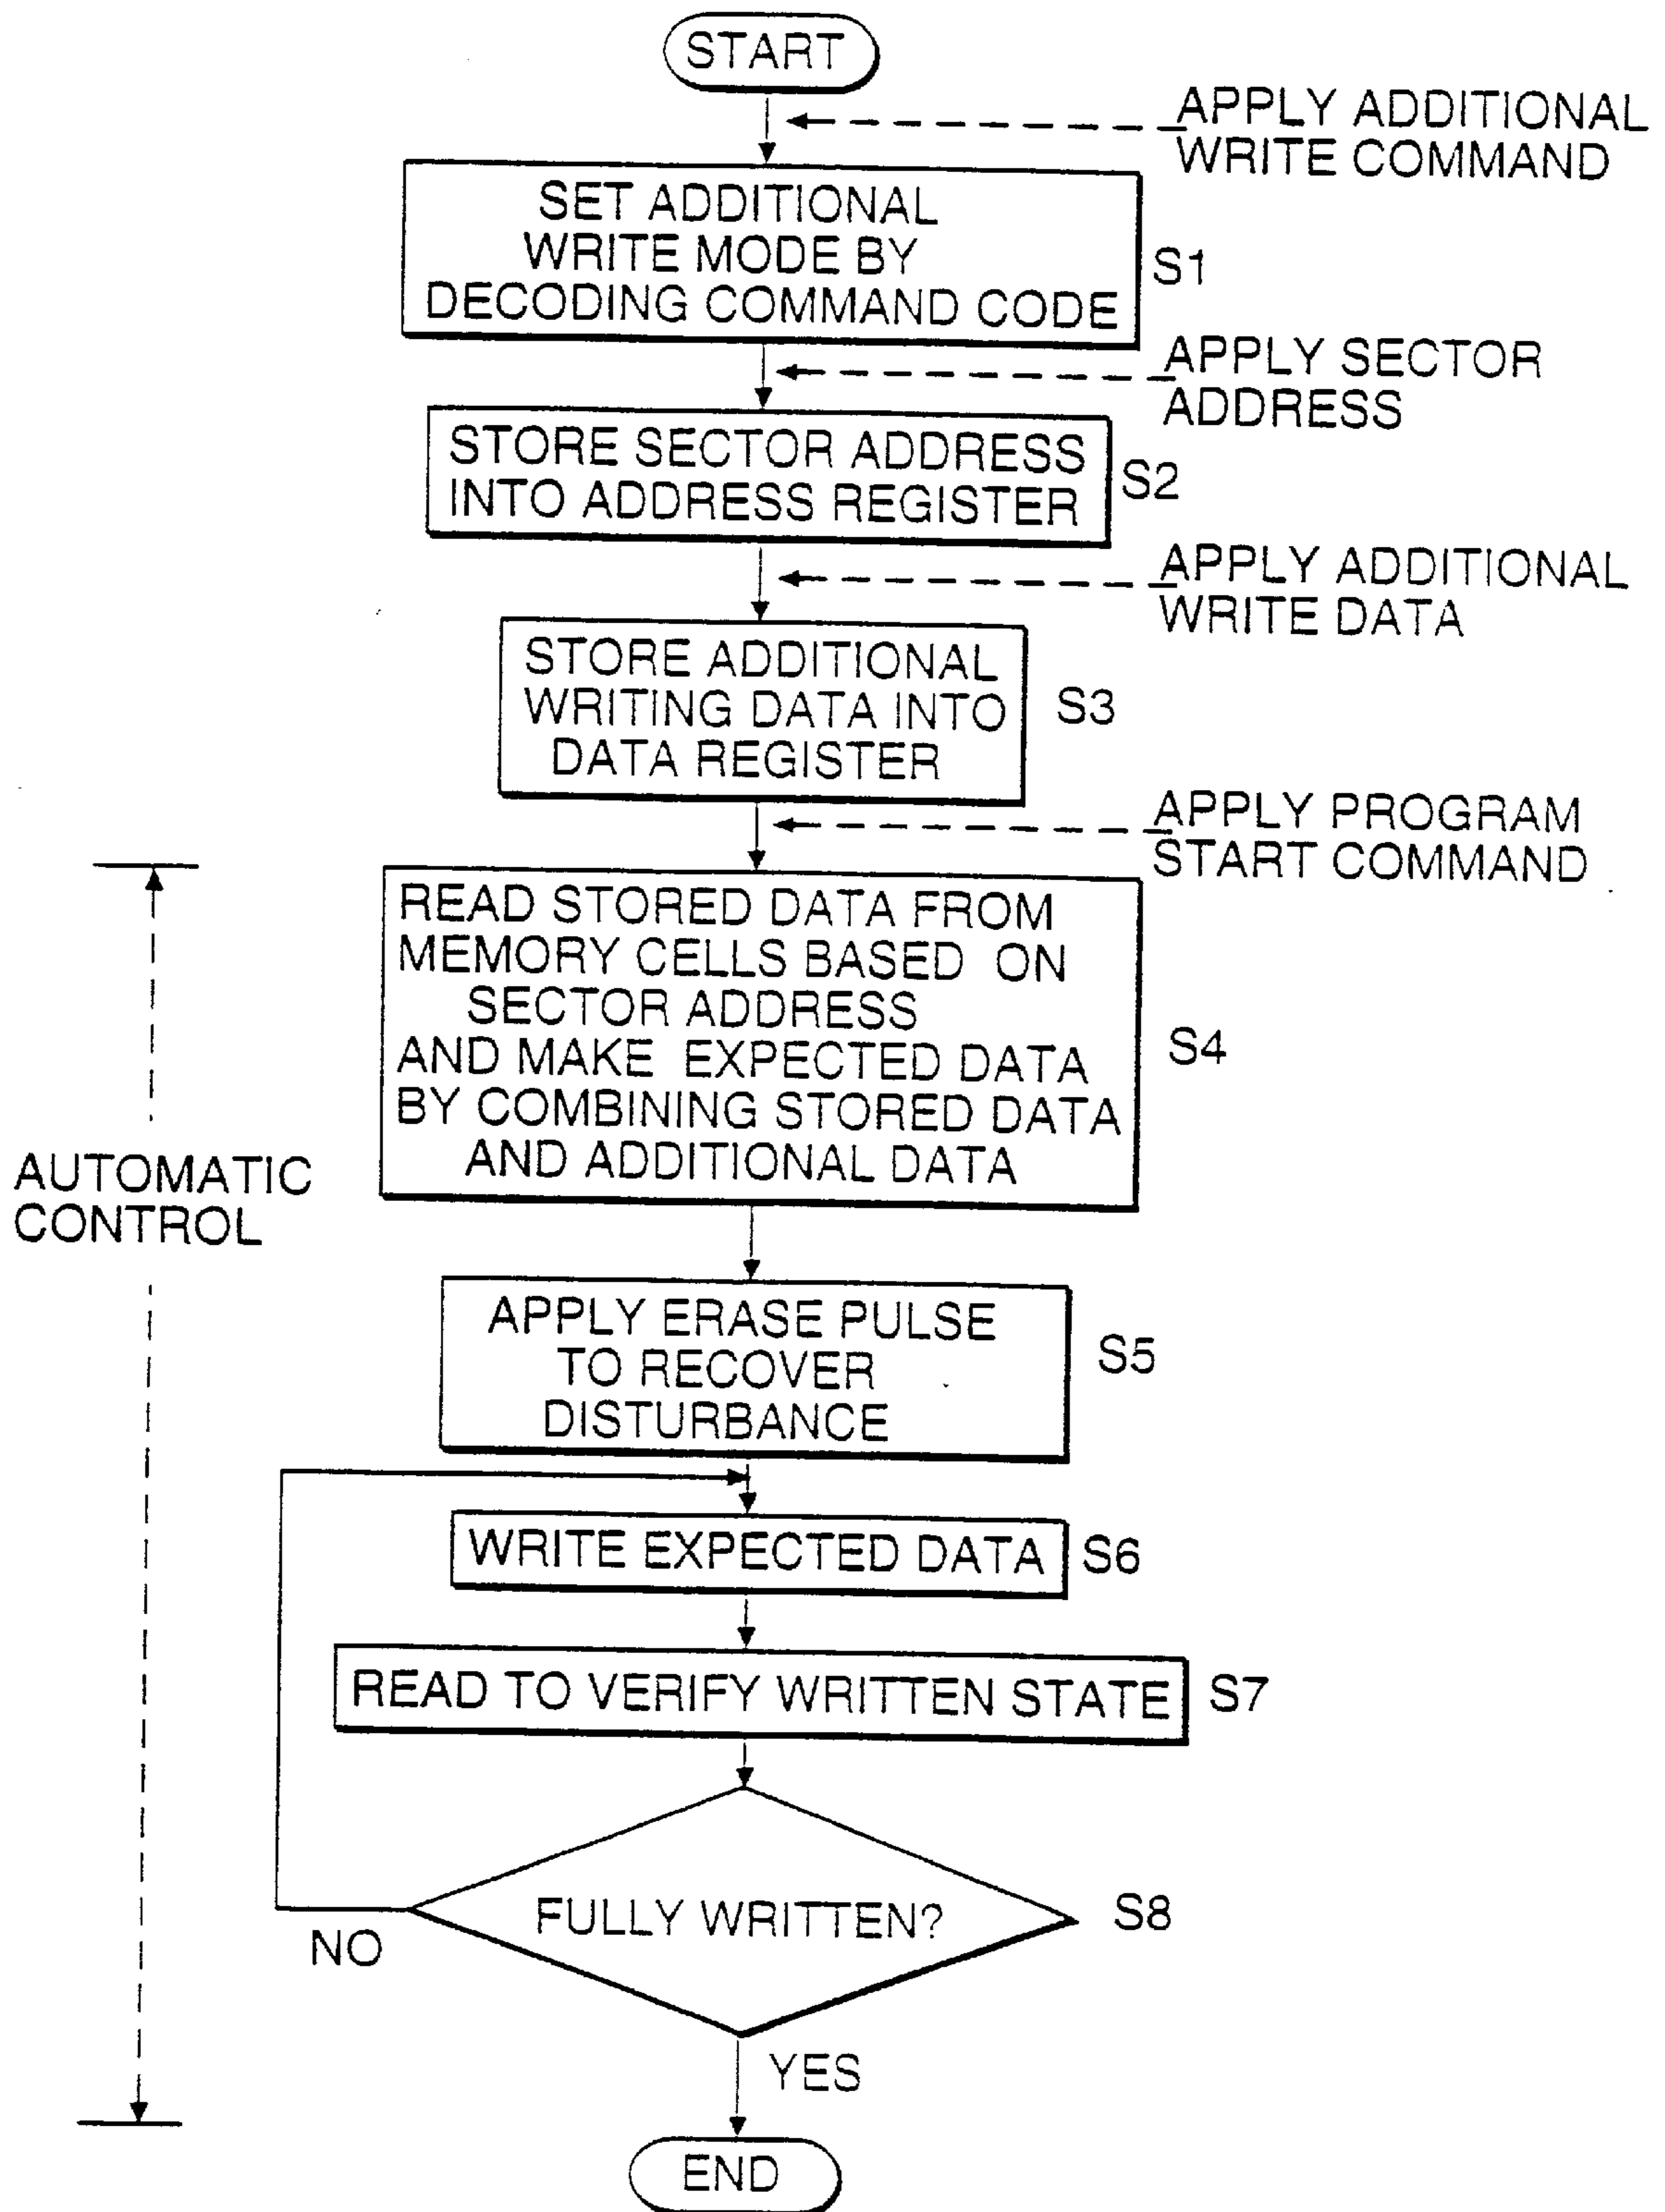 START
APPLY ADDITIONAL
WRITE COMMAND
SET ADDITIONAL
WRITE MODE BY
DECODING COMMAND CODE
S1
APPLY SECTOR
ADDRESS
STORE SECTOR ADDRESS
INTO ADDRESS REGISTER
S2
APPLY ADDITIONAL
WRITE DATA
STORE ADDITIONAL
WRITING DATA INTO
DATA REGISTER
S3
APPLY PROGRAM
START COMMAND
READ STORED DATA FROM
MEMORY CELLS BASED ON
SECTOR ADDRESS
AND MAKE EXPECTED DATA
BY COMBINING STORED DATA
AND ADDITIONAL DATA
S4
AUTOMATIC
CONTROL
APPLY ERASE PULSE
TO RECOVER
DISTURBANCE
S5
WRITE EXPECTED DATA
S6
READ TO VERIFY WRITTEN STATE
S7
FULLY WRITTEN?
S8
NO
YES
END